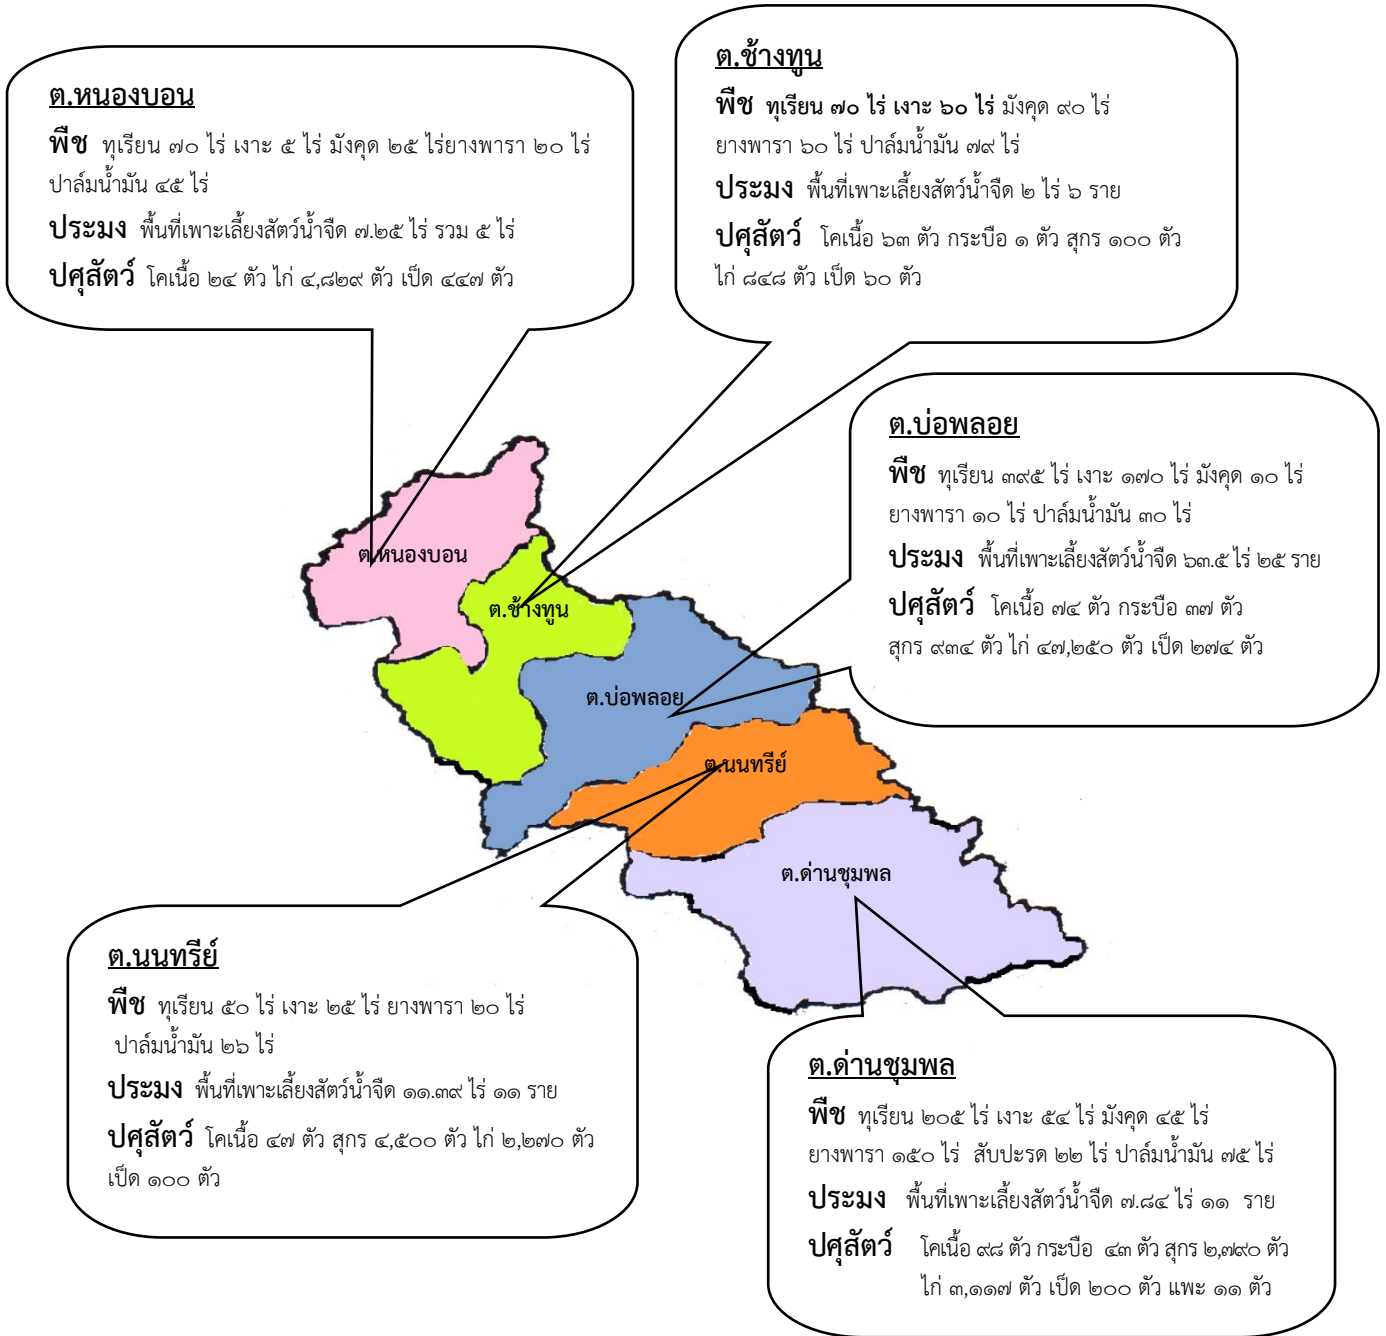 ต.หนองบอน
พืช ทุเรียน ๗๐ ไร่ เงาะ ๕ ไร่ มังคุด ๒๕ ไร่ยางพารา ๒๐ ไร่
ปาล์มน้ำมัน ๔๕ ไร่
ประมง พื้นที่เพาะเลี้ยงสัตว์น้ำจืด ๗.๒๕ ไร่ รวม ๕ ไร่
ปศุสัตว์ โคเนื้อ ๒๔ ตัว ไก่ ๔,๘๒๙ ตัว เป็ด ๔๔๗ ตัว
ต.ช้างทูน
พืช ทุเรียน ๗๐ ไร่ เงาะ ๖๐ ไร่ มังคุด ๙๐ ไร่
ยางพารา ๖๐ ไร่ ปาล์มน้ำมัน ๗๙ ไร่
ประมง พื้นที่เพาะเลี้ยงสัตว์น้ำจืด ๒ ไร่ ๖ ราย
ปศุสัตว์ โคเนื้อ ๖๓ ตัว กระบือ ๑ ตัว สุกร ๑๐๐ ตัว
ไก่ ๘๔๘ ตัว เป็ด ๖๐ ตัว
ต.บ่อพลอย
พืช ทุเรียน ๓๙๕ ไร่ เงาะ ๑๗๐ ไร่ มังคุด ๑๐ ไร่
ยางพารา ๑๐ ไร่ ปาล์มน้ำมัน ๓๐ ไร่
ประมง พื้นที่เพาะเลี้ยงสัตว์น้ำจืด ๖๓.๕ ไร่ ๒๕ ราย
ปศุสัตว์ โคเนื้อ ๗๔ ตัว กระบือ ๓๗ ตัว
สุกร ๙๓๔ ตัว ไก่ ๔๗,๒๕๐ ตัว เป็ด ๒๗๔ ตัว
ต.หนองบอน
ต.ช้างทูน
ต.บ่อพลอย
ต.นนทรีย์
ต.ด่านชุมพล
ต.นนทรีย์
พืช ทุเรียน ๕๐ ไร่ เงาะ ๒๕ ไร่ ยางพารา ๒๐ ไร่
ปาล์มน้ำมัน ๒๖ ไร่
ประมง พื้นที่เพาะเลี้ยงสัตว์น้ำจืด ๑๑.๓๙ ไร่ ๑๑ ราย
ปศุสัตว์ โคเนื้อ ๔๗ ตัว สุกร ๔,๕๐๐ ตัว ไก่ ๒,๒๗๐ ตัว
เป็ด ๑๐๐ ตัว
ต.ด่านชุมพล
พืช ทุเรียน ๒๐๕ ไร่ เงาะ ๕๔ ไร่ มังคุด ๔๕ ไร่
ยางพารา ๑๕๐ ไร่ สับปะรด ๒๒ ไร่ ปาล์มน้ำมัน ๗๕ ไร่
ประมง พื้นที่เพาะเลี้ยงสัตว์น้ำจืด ๗.๘๔ ไร่ ๑๑ ราย
ปศุสัตว์ โคเนื้อ ๙๘ ตัว กระบือ ๔๓ ตัว สุกร ๒,๗๙๐ ตัว
ไก่ ๓,๑๑๗ ตัว เป็ด ๒๐๐ ตัว แพะ ๑๑ ตัว